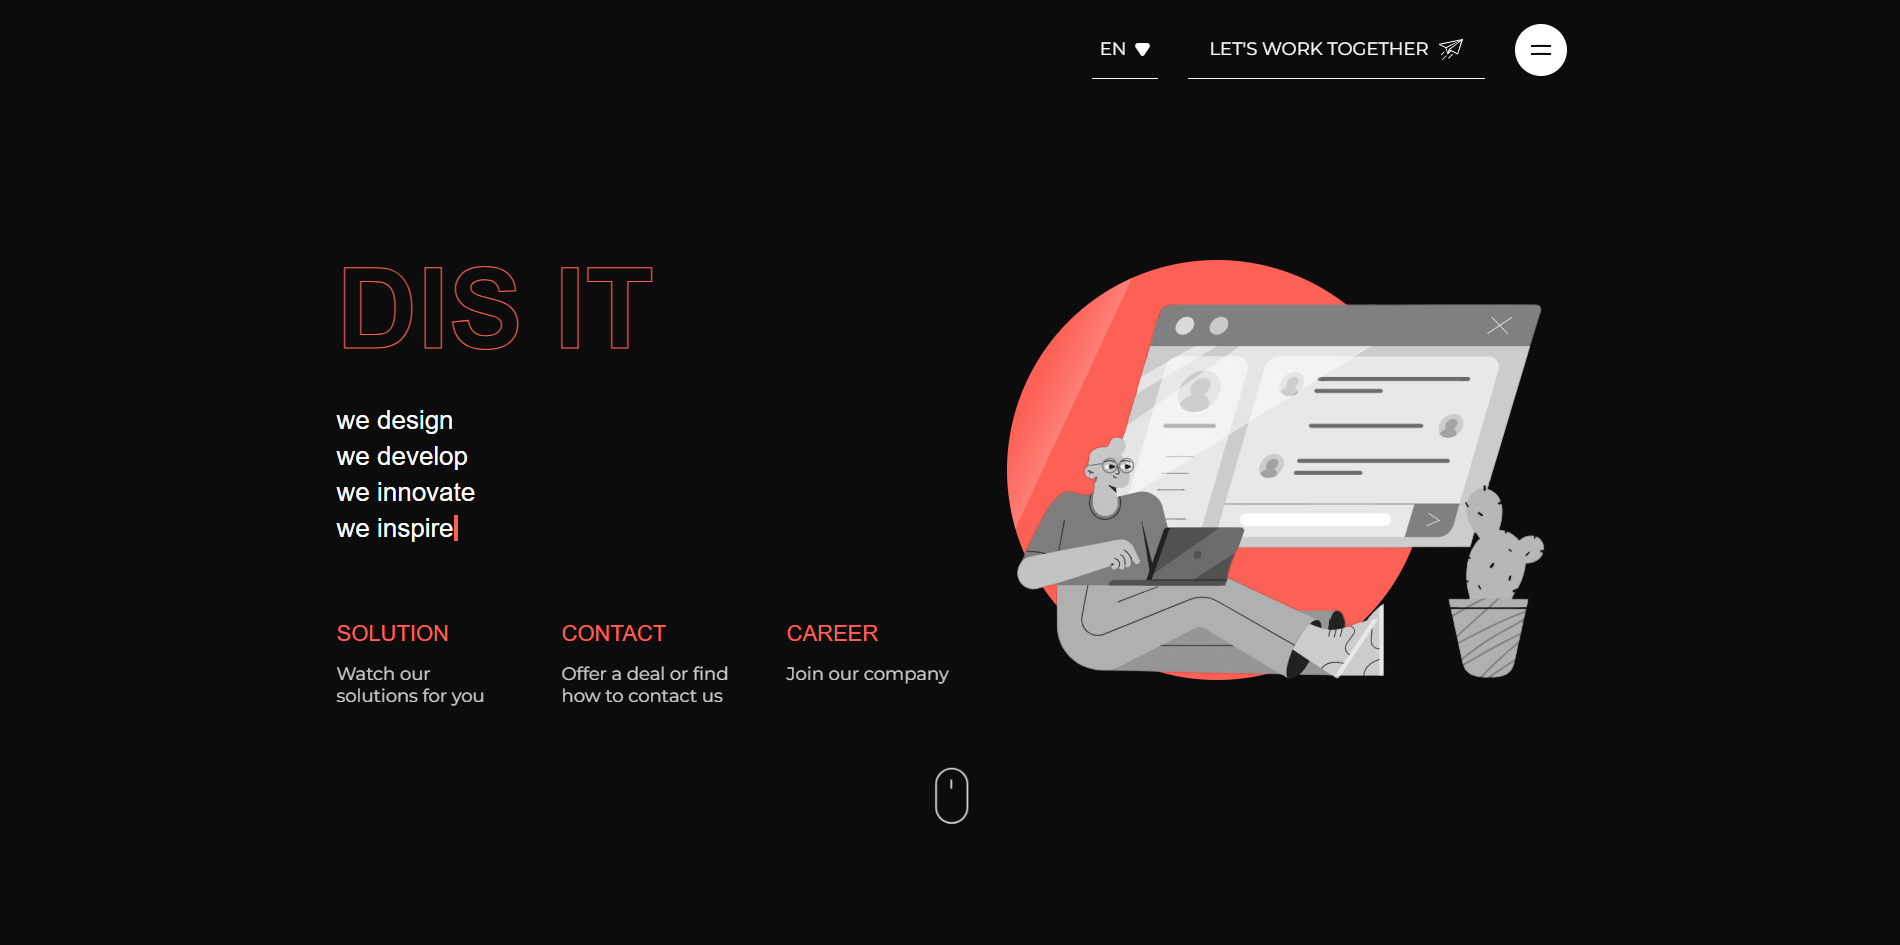 EN
LET'S WORK TOGETHER
DIS IT
we design
we develop
we innovate
we inspire
SOLUTION
Watch our
solutions for you
CONTACT
Offer a deal or find
how to contact us
CAREER
Join our company